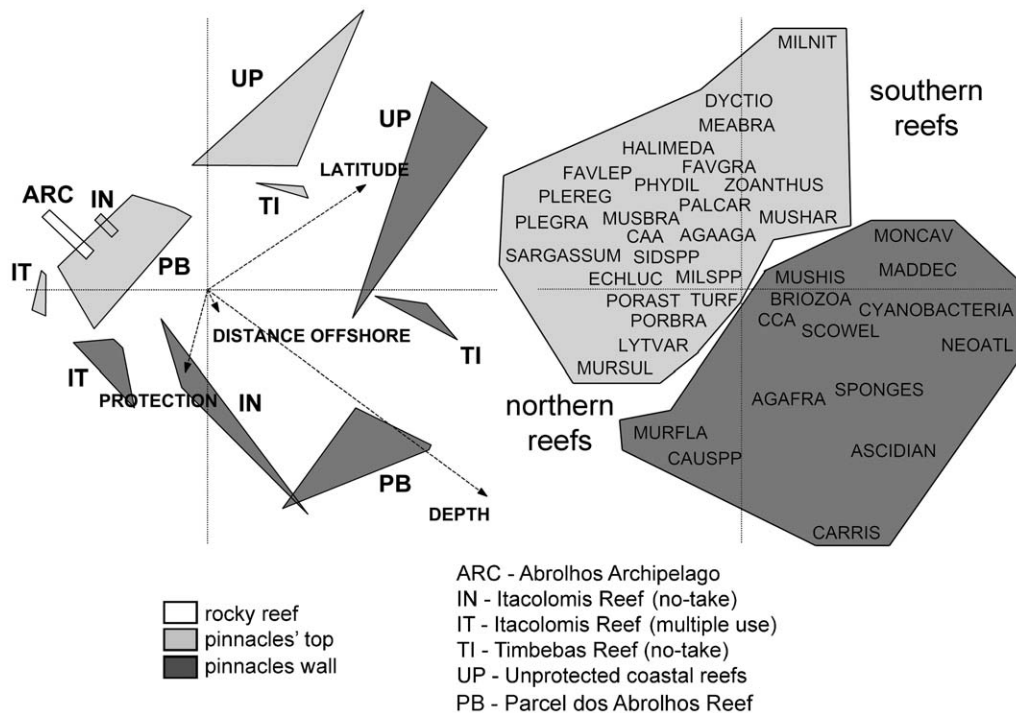 UP
UP
LATITUDE
ARC
IN
TI
PB
IT
DISTANCE OFFSHORE
TI
IT
PROTECTION
IN
PB
DEPTH
MILNIT
southern
reefs
DYCTIO
MEABRA
HALIMEDA
FAVLEP
FAVGRA
PHYDIL
ZOANTHUS
PLEREG
PALCAR
PLEGRA
MUSBRA
MUSHAR
CAA
AGAAGA
MONCAV
SARGASSUM
SIDSPP
MADDEC
ECHLUC
MILSPP
MUSHIS
PORAST
TURF
BRIOZOA
CYANOBACTERIA
PORBRA
CCA
SCOWEL
LYTVAR
NEOATL
MURSUL
northern
reefs
AGAFRA
SPONGES
MURFLA
CAUSPP
ASCIDIAN
CARRIS
rocky reef
pinnacles' top
pinnacles wall
ARC - Abrolhos Archipelago
IN - Itacolomis Reef (no-take)
IT - Itacolomis Reef (multiple use)
TI - Timbebas Reef (no-take)
UP - Unprotected coastal reefs
PB - Parcel dos Abrolhos Reef